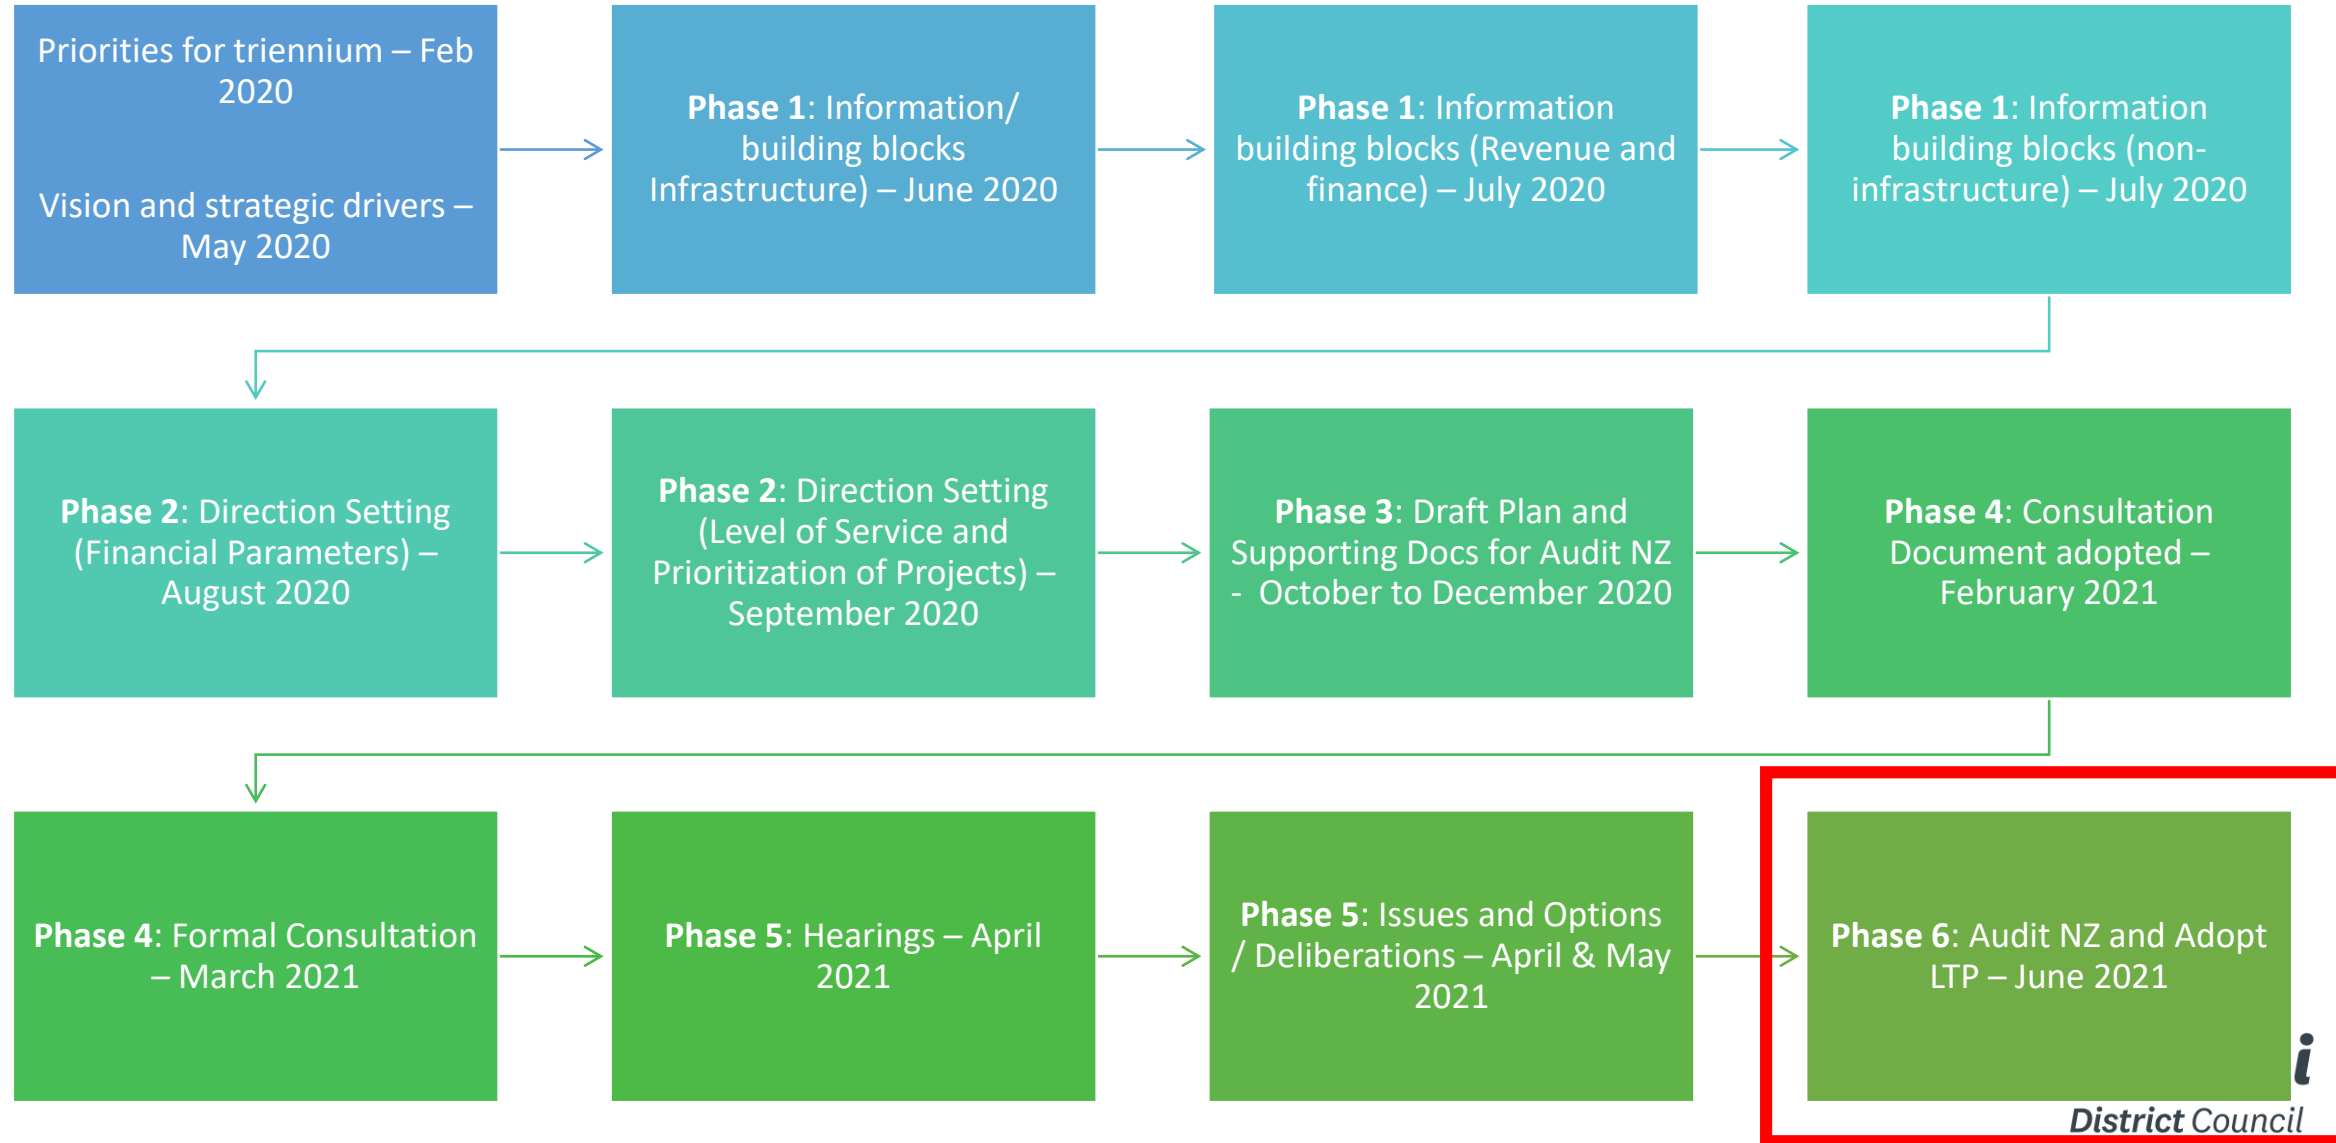 Priorities for triennium – Feb
2020
Vision and strategic drivers –
May 2020
Phase 1: Information/
building blocks
Infrastructure) – June 2020
Phase 1: Information
building blocks (Revenue and
finance) – July 2020
Phase 1: Information
building blocks (non-
infrastructure) – July 2020
Phase 2: Direction Setting
(Financial Parameters) –
August 2020
Phase 2: Direction Setting
(Level of Service and
Prioritization of Projects) –
September 2020
Phase 3: Draft Plan and
Supporting Docs for Audit NZ
- October to December 2020
Phase 4: Consultation
Document adopted –
February 2021
Phase 4: Formal Consultation
– March 2021
Phase 5: Hearings – April
2021
Phase 5: Issues and Options
/ Deliberations – April & May
2021
Phase 6: Audit NZ and Adopt
LTP – June 2021
i
District Council